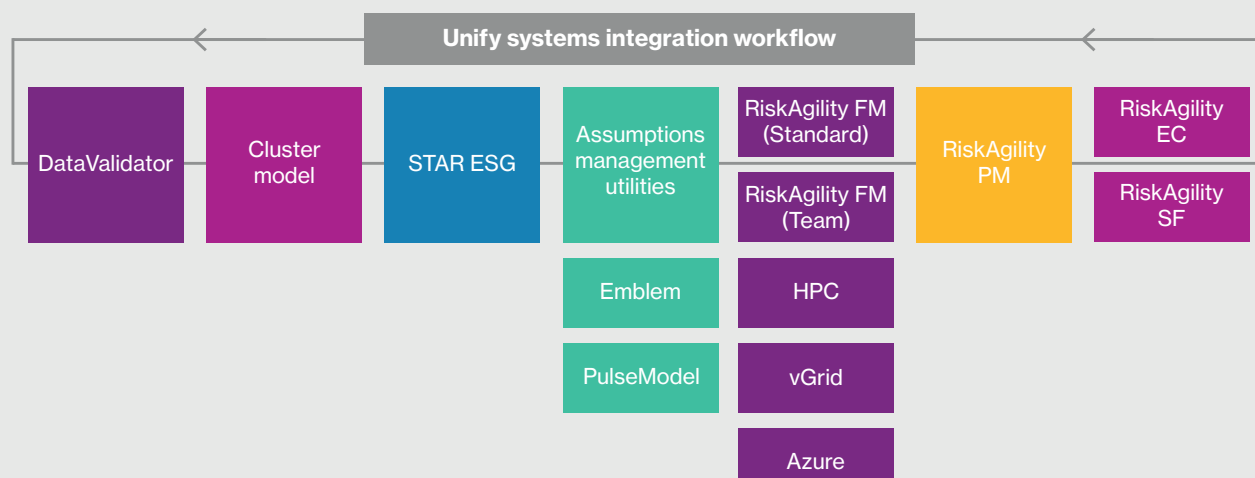 Unify systems integration workflow
DataValidator
Cluster
model
STAR ESG
Assumptions
management
utilities
Emblem
PulseModel
RiskAgility FM
(Standard)
RiskAgility FM
(Team)
HPC
vGrid
Azure
RiskAgility
PM
RiskAgility
EC
RiskAgility
SF